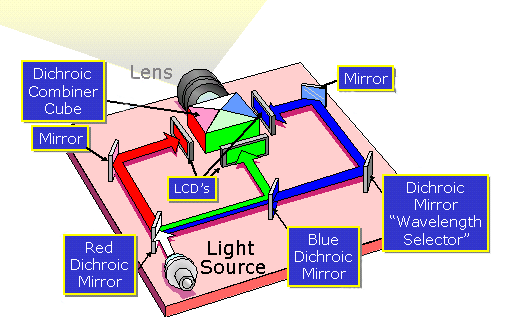 Lens
Dichroic
Combiner
Cube
Mirror
Mirror
LCD's
Dichroic
Mirror
“Wavelength
Selector”
Red
Dichroic
Mirror
Light
Source
Blue
Dichroic
Mirror